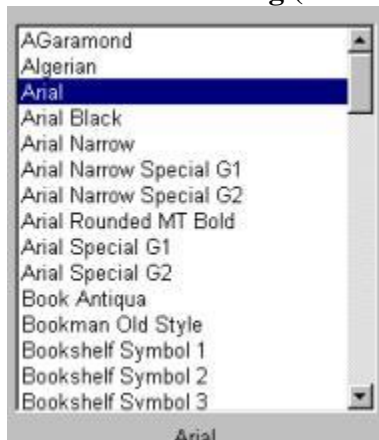 AGaramond
Algerian
Arial
Arial Black
Arial Narrow
Arial Narrow Special G1
Arial Narrow Special G2
Arial Rounded MT Bold
Arial Special G1
Arial Special G2
Book Antiqua
Bookman Old Style
Bookshelf Symbol 1
Bookshelf Symbol 2
Bookshelf Symbol 3
Arial